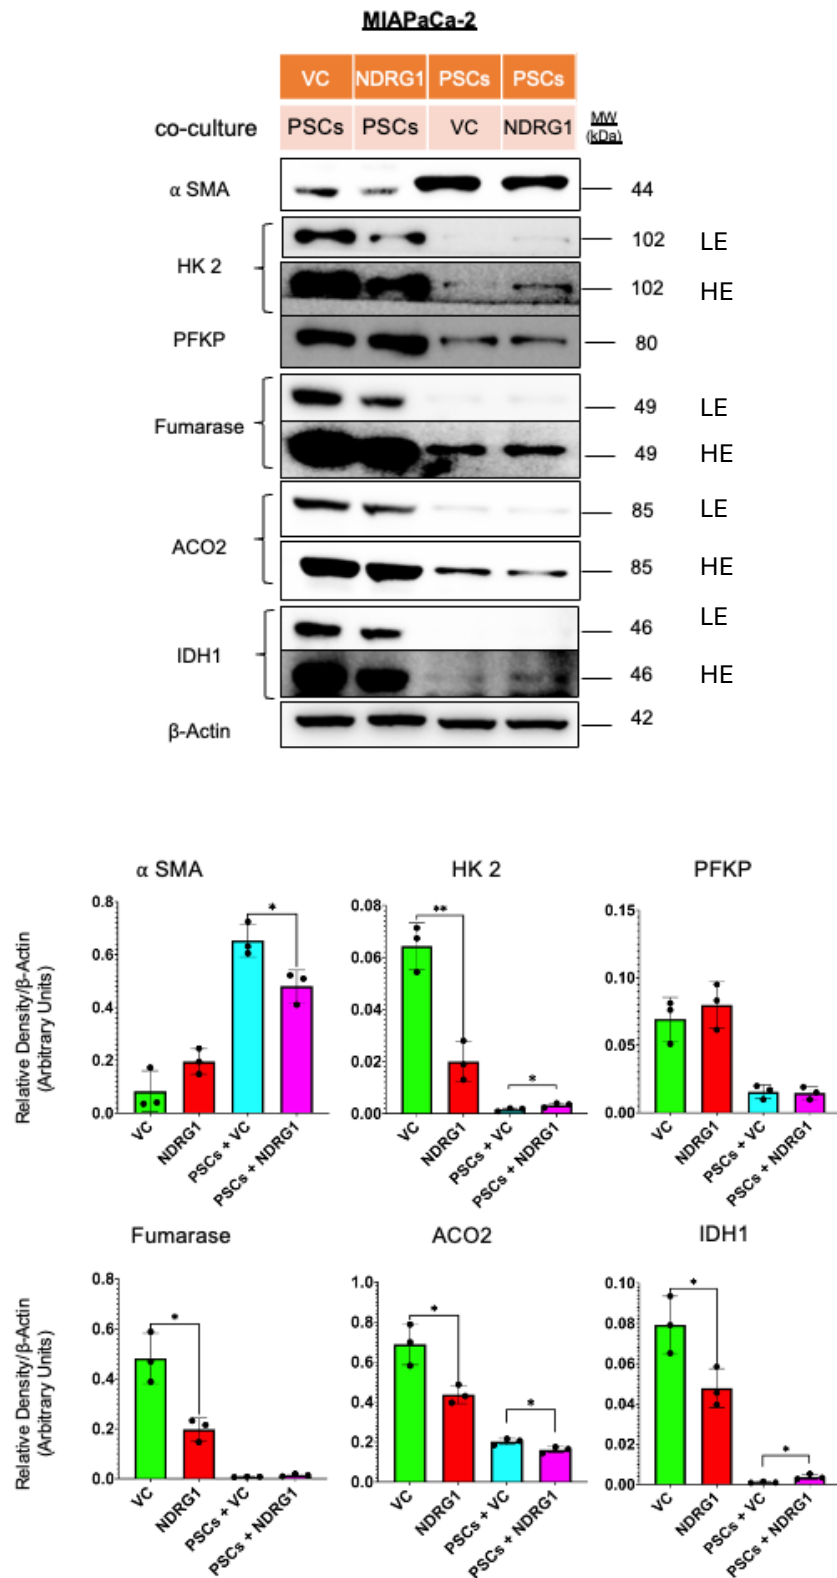 MIAPaCa-2
VC NDRG1 PSCs PSCs
co-culture PSCs PSCs VC NDRG1 MW (kDa)
α SMA 44
HK 2 102 LE
102 HE
PFKP 80
Fumarase 49 LE
49 HE
ACO2 85 LE
85 HE
IDH1 46 LE
46 HE
β-Actin 42
α SMA HK 2 PFKP
Relative Density/β-Actin
(Arbitrary Units)
0.8
0.6
0.4
0.2
0.0
*
VC NDRG1 PSCs + VC PSCs + NDRG1
0.08
0.06
0.04
0.02
0.00
**
*
VC NDRG1 PSCs + VC PSCs + NDRG1
0.15
0.10
0.05
0.00
VC NDRG1 PSCs + VC PSCs + NDRG1
Fumarase ACO2 IDH1
Relative Density/β-Actin
(Arbitrary Units)
0.8
0.6
0.4
0.2
0.0
*
VC NDRG1 PSCs + VC PSCs + NDRG1
1.0
0.8
0.6
0.4
0.2
0.0
*
*
VC NDRG1 PSCs + VC PSCs + NDRG1
0.10
0.08
0.06
0.04
0.02
0.00
*
*
VC NDRG1 PSCs + VC PSCs + NDRG1